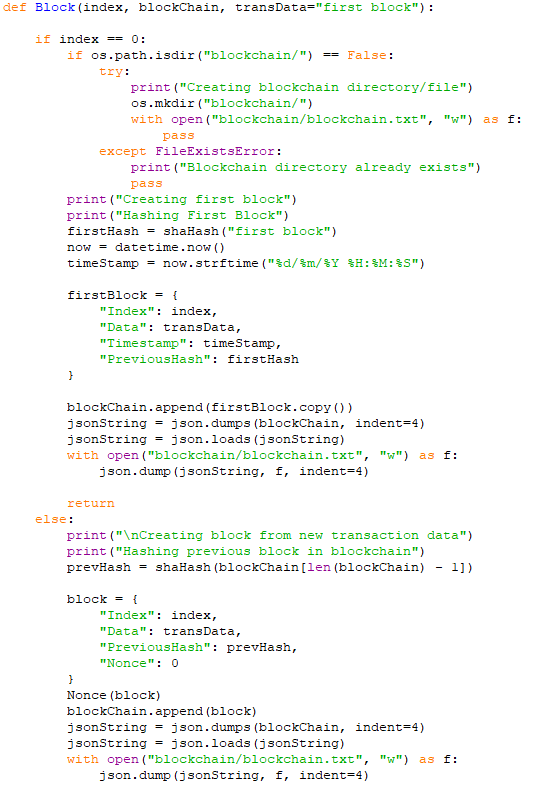 def Block(index, blockChain, transData="first block"):
    if index == 0:
        if os.path.isdir("blockchain/") == False:
            try:
                print("Creating blockchain directory/file")
                os.mkdir("blockchain/")
                with open("blockchain/blockchain.txt", "w") as f:
                    pass
            except FileExistsError:
                print("Blockchain directory already exists")
                pass
        print("Creating first block")
        print("Hashing First Block")
        firstHash = shaHash("first block")
        now = datetime.now()
        timeStamp = now.strftime("%d/%m/%Y %H:%M:%S")
        firstBlock = {
            "Index": index,
            "Data": transData,
            "Timestamp": timeStamp,
            "PreviousHash": firstHash
        }
        blockChain.append(firstBlock.copy())
        jsonString = json.dumps(blockChain, indent=4)
        jsonString = json.loads(jsonString)
        with open("blockchain/blockchain.txt", "w") as f:
            json.dump(jsonString, f, indent=4)
        return
    else:
        print("\nCreating block from new transaction data")
        print("Hashing previous block in blockchain")
        prevHash = shaHash(blockChain[len(blockChain) - 1])
        block = {
            "Index": index,
            "Data": transData,
            "PreviousHash": prevHash,
            "Nonce": 0
        }
        Nonce(block)
        blockChain.append(block)
        jsonString = json.dumps(blockChain, indent=4)
        jsonString = json.loads(jsonString)
        with open("blockchain/blockchain.txt", "w") as f:
            json.dump(jsonString, f, indent=4)